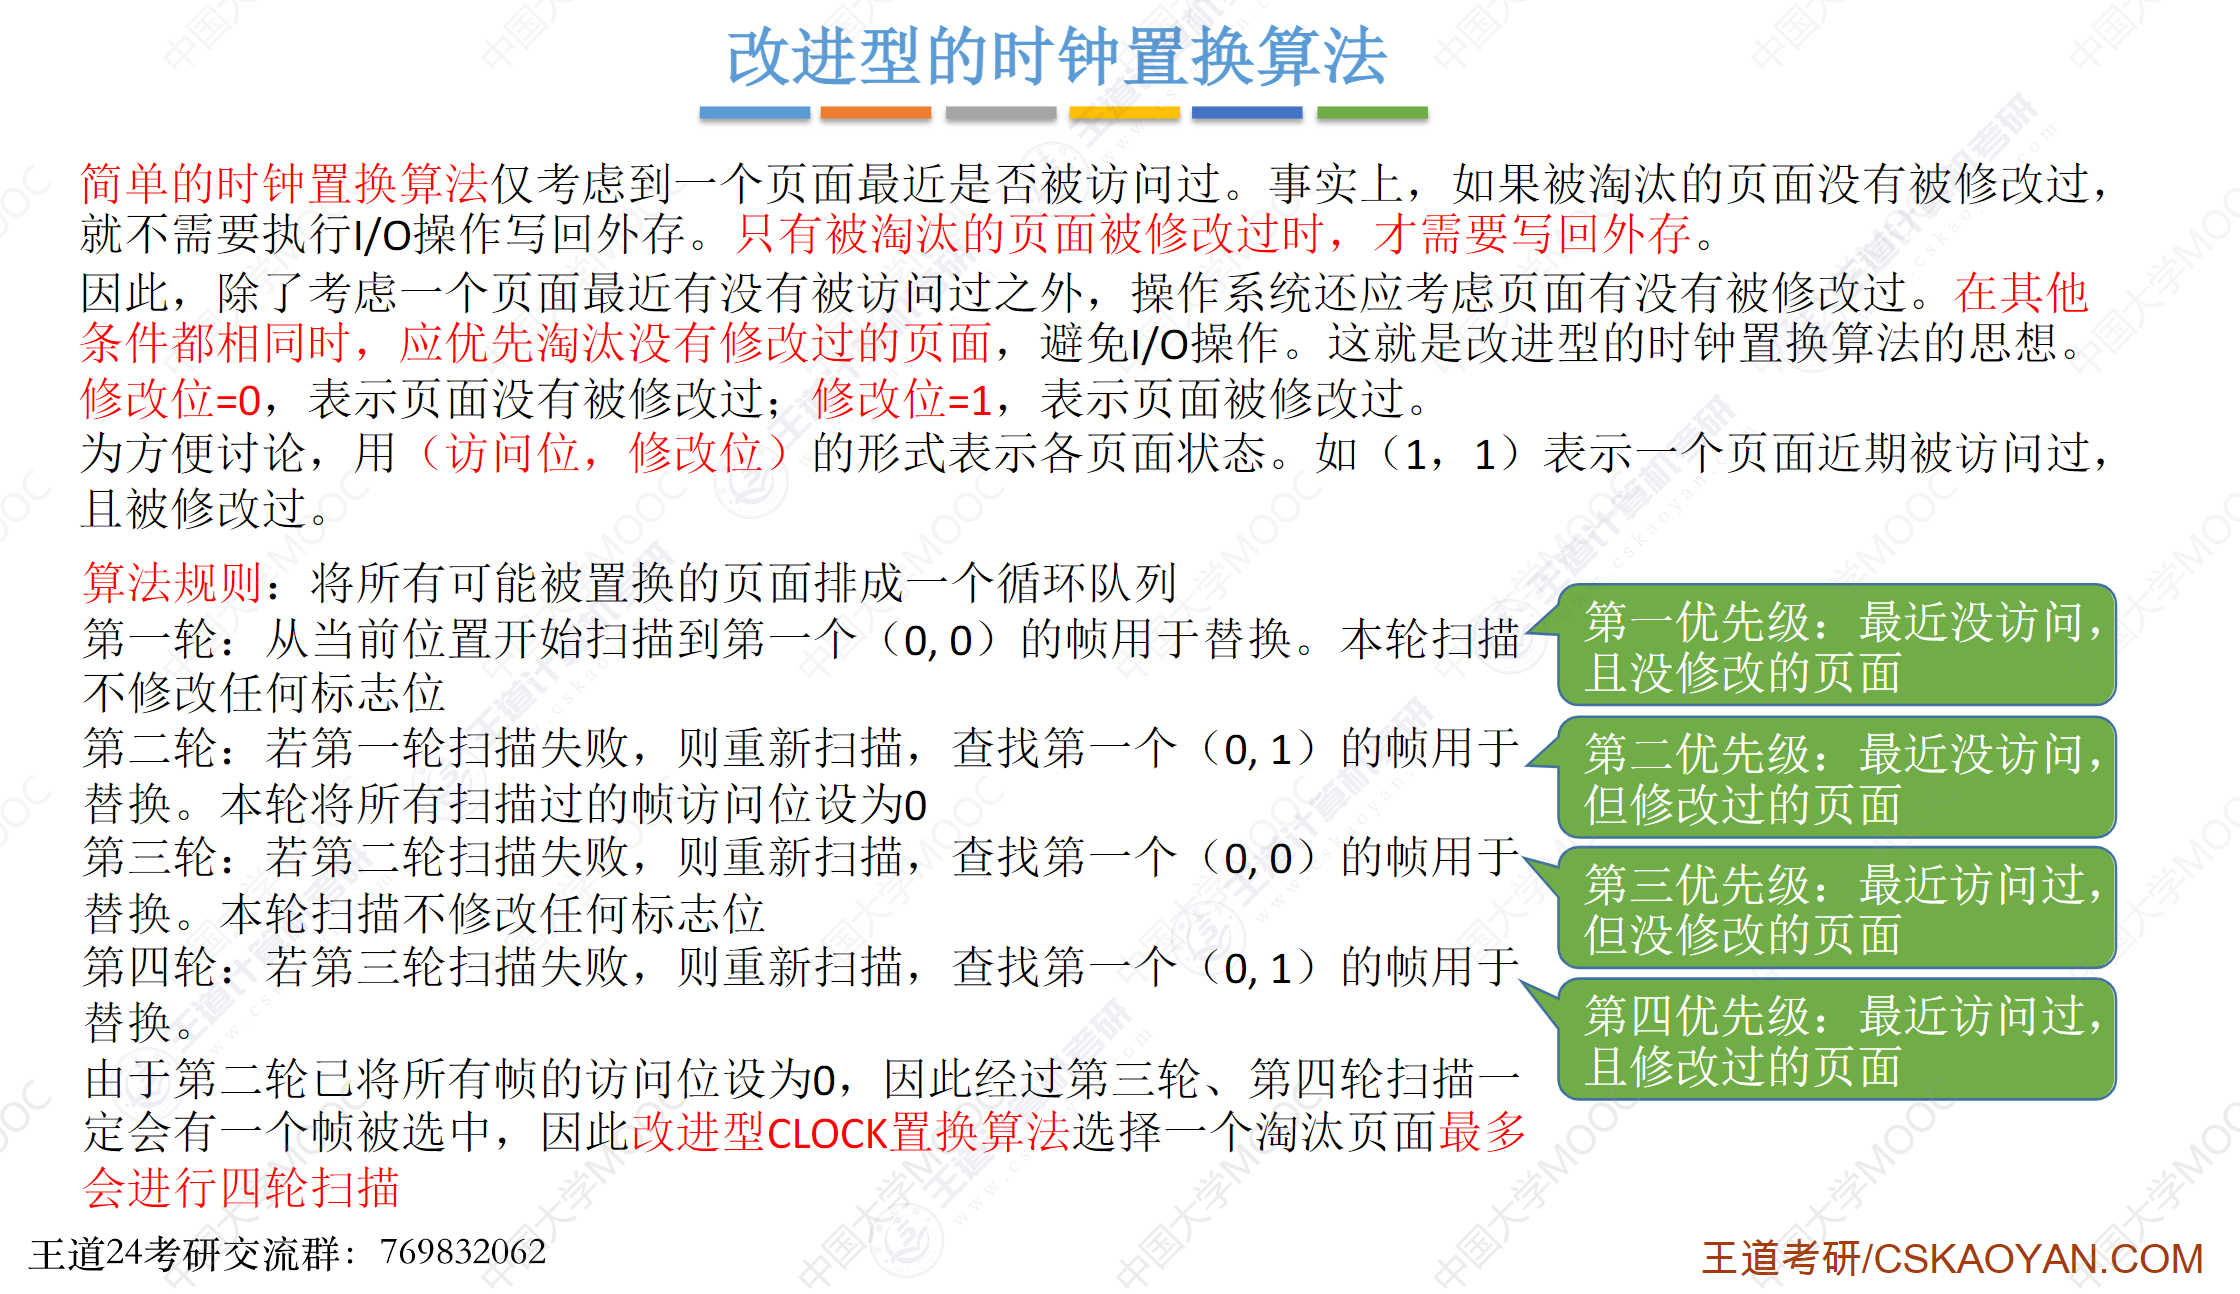 改进型的时钟置换算法
简单的时钟置换算法仅考虑到一个页面最近是否被访问过。事实上，如果被淘汰的页面没有被修改过，
就不需要执行I/O操作写回外存。只有被淘汰的页面被修改过时，才需要写回外存。
因此，除了考虑一个页面最近有没有被访问过之外，操作系统还应考虑页面有没有被修改过。在其他
条件都相同时，应优先淘汰没有修改过的页面，避免I/O操作。这就是改进型的时钟置换算法的思想。
修改位=0，表示页面没有被修改过；修改位=1，表示页面被修改过。
为方便讨论，用（访问位，修改位）的形式表示各页面状态。如（1，1）表示一个页面近期被访问过，
且被修改过。
算法规则：将所有可能被置换的页面排成一个循环队列
第一轮：从当前位置开始扫描到第一个（0, 0）的帧用于替换。本轮扫描
不修改任何标志位
第二轮：若第一轮扫描失败，则重新扫描，查找第一个（0, 1）的帧用于
替换。本轮将所有扫描过的帧访问位设为0
第三轮：若第二轮扫描失败，则重新扫描，查找第一个（0, 0）的帧用于
替换。本轮扫描不修改任何标志位
第四轮：若第三轮扫描失败，则重新扫描，查找第一个（0, 1）的帧用于
替换。
由于第二轮已将所有帧的访问位设为0，因此经过第三轮、第四轮扫描一
定会有一个帧被选中，因此改进型CLOCK置换算法选择一个淘汰页面最多
会进行四轮扫描
第一优先级：最近没访问，
且没修改的页面
第二优先级：最近没访问，
但修改过的页面
第三优先级：最近访问过，
但没修改的页面
第四优先级：最近访问过，
且修改过的页面
王道24考研交流群：769832062
王道考研/CSKAOYAN.COM
中国大学MOOC
王道计算机考研
www.cskaoyan.com